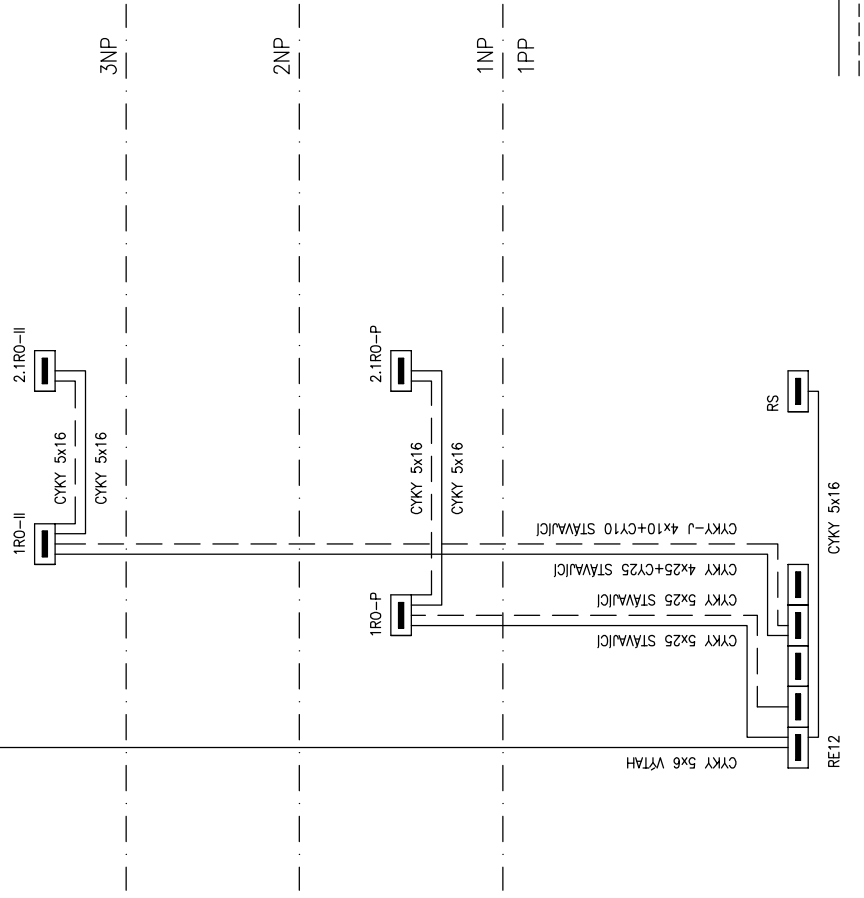 3NP
2NP
1NP
1PP
2.1RO-II
1RO-II
CYKY 5x16
CYKY 5x16
2.1RO-P
1RO-P
CYKY 5x16
CYKY 5x16
CYKY-J 4x10+CY10 STÁVAJÍCÍ
CYKY 4x25+CY25 STÁVAJÍCÍ
CYKY 5x25 STÁVAJÍCÍ
CYKY 5x25 STÁVAJÍCÍ
CYKY 5x6 VÝTAH
RS
CYKY 5x16
RE12